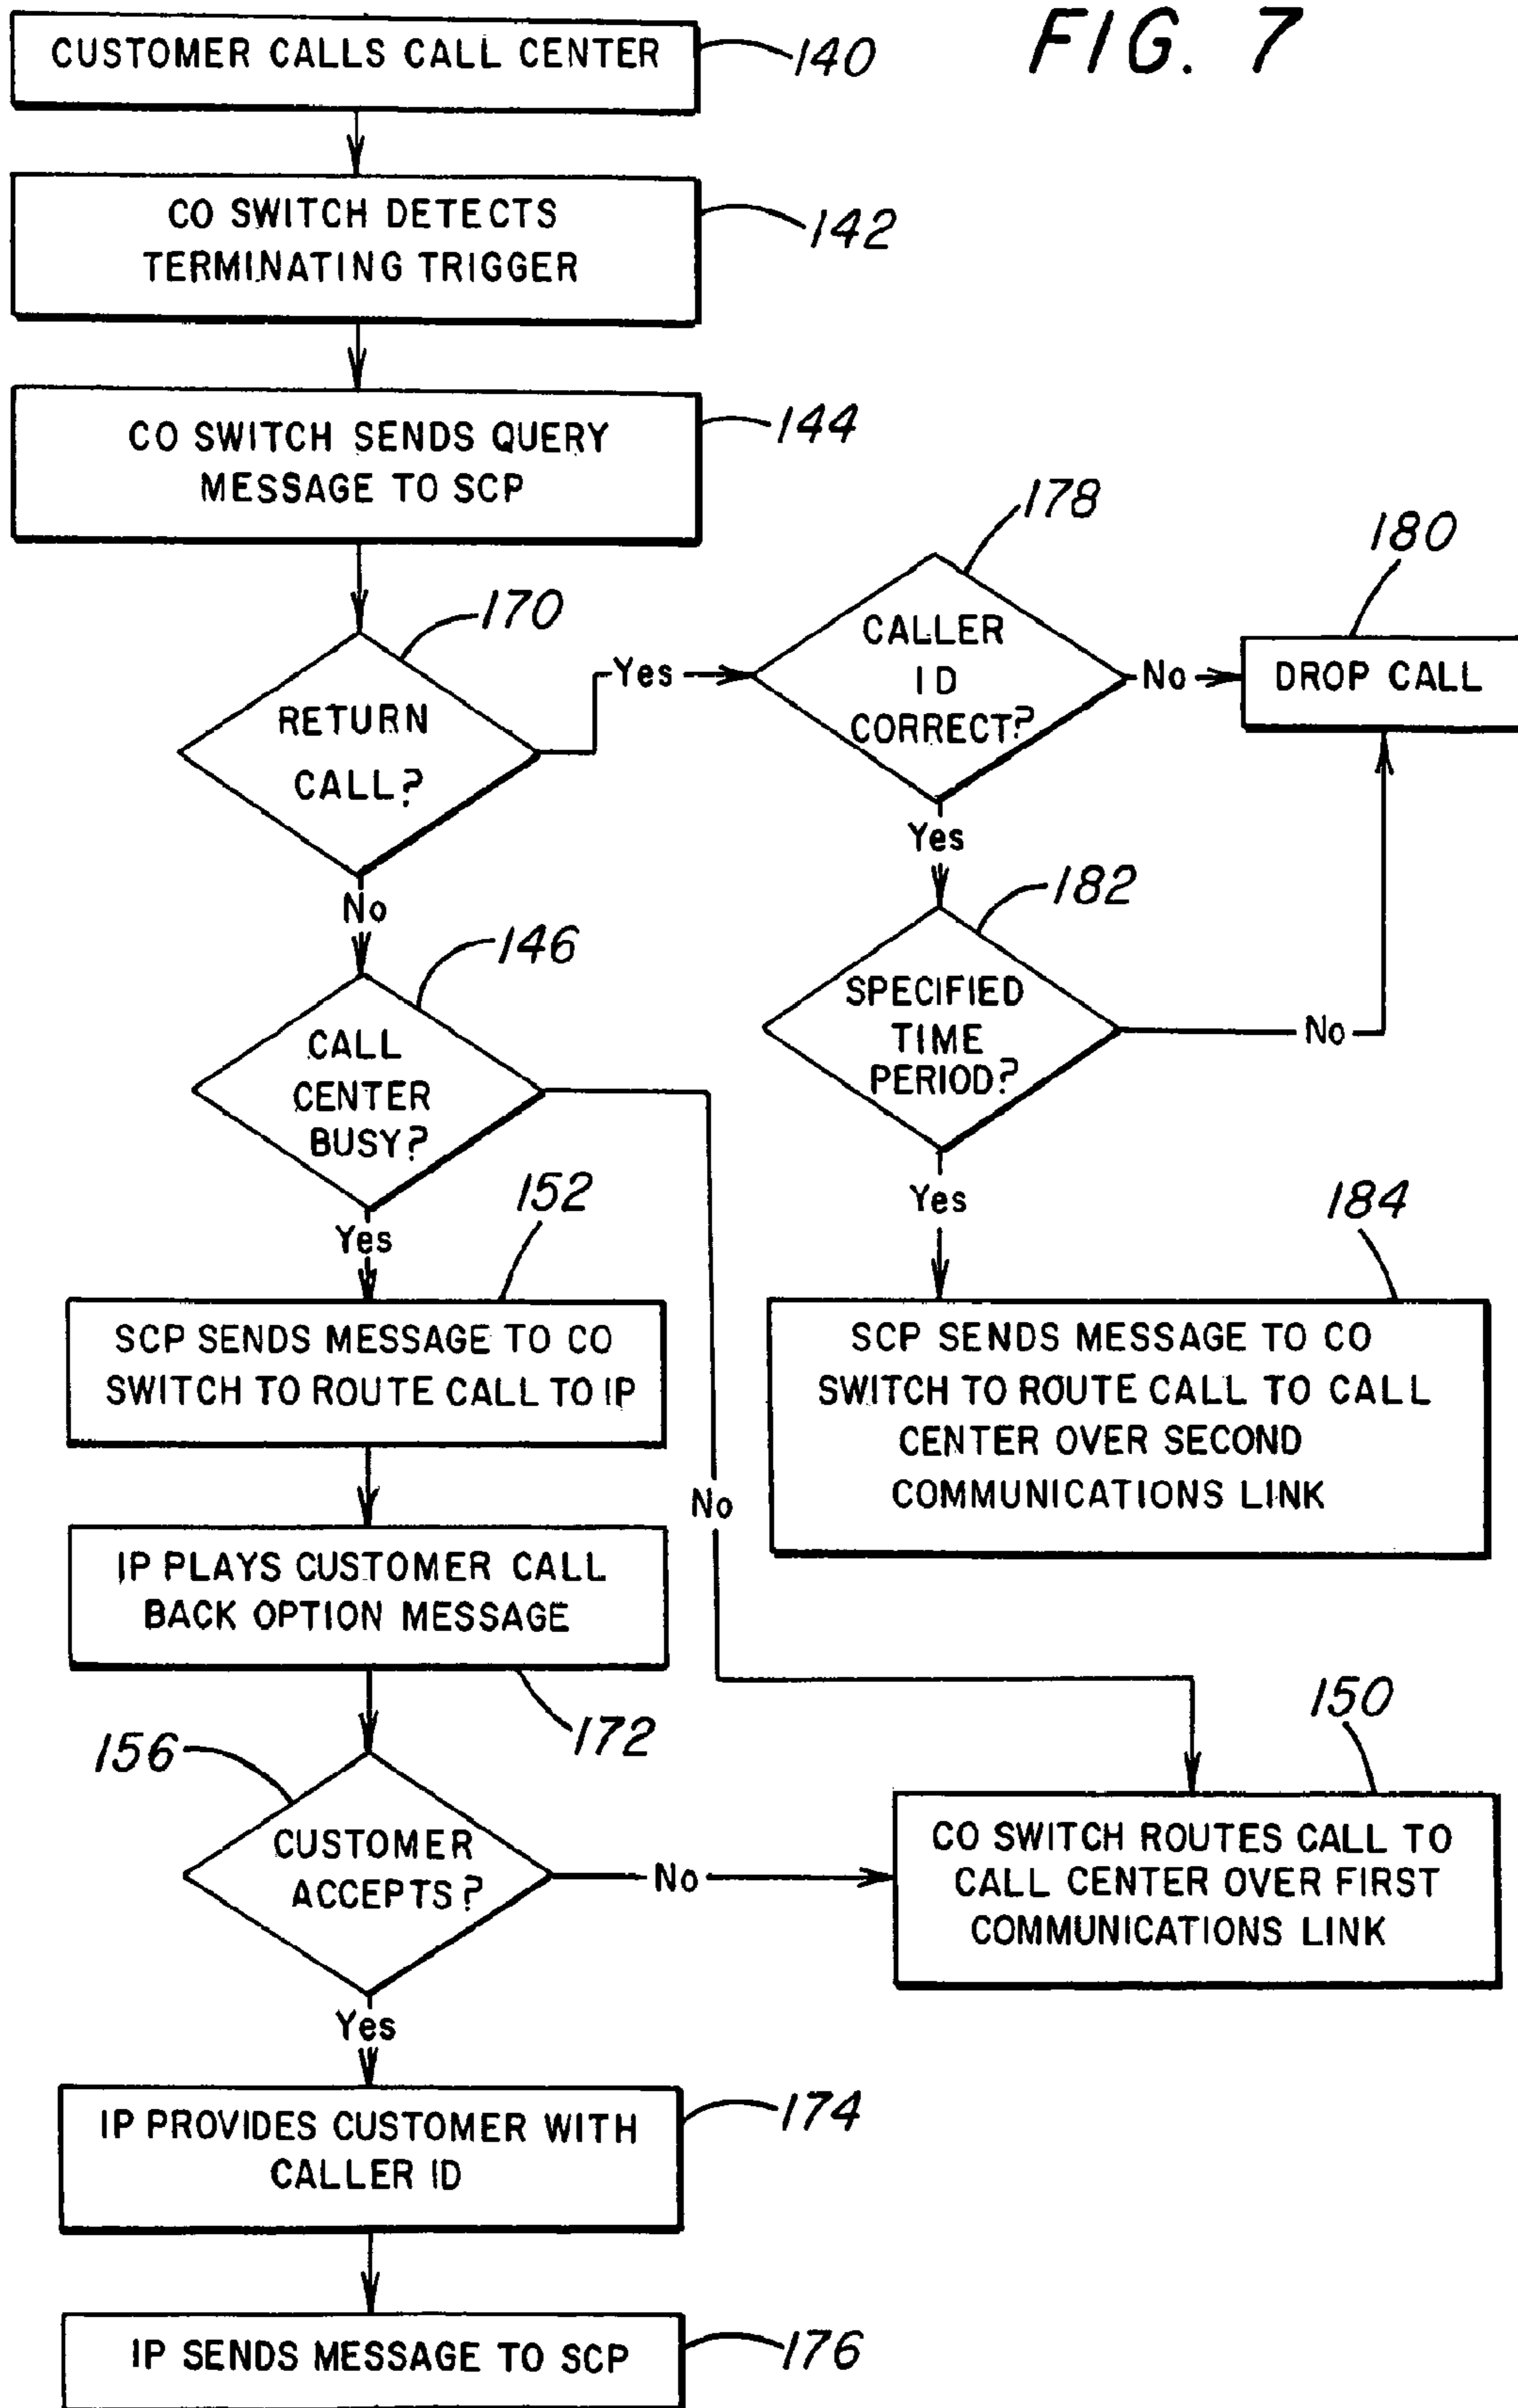 FIG. 7
CUSTOMER CALLS CALL CENTER
140
CO SWITCH DETECTS
TERMINATING TRIGGER
142
CO SWITCH SENDS QUERY
MESSAGE TO SCP
144
170
RETURN
CALL?
Yes
No
178
CALLER
ID
CORRECT?
No
Yes
180
DROP CALL
182
SPECIFIED
TIME
PERIOD?
No
Yes
184
SCP SENDS MESSAGE TO CO
SWITCH TO ROUTE CALL TO CALL
CENTER OVER SECOND
COMMUNICATIONS LINK
146
CALL
CENTER
BUSY?
Yes
No
152
SCP SENDS MESSAGE TO CO
SWITCH TO ROUTE CALL TO IP
IP PLAYS CUSTOMER CALL
BACK OPTION MESSAGE
172
156
CUSTOMER
ACCEPTS?
No
150
CO SWITCH ROUTES CALL TO
CALL CENTER OVER FIRST
COMMUNICATIONS LINK
Yes
IP PROVIDES CUSTOMER WITH
CALLER ID
174
IP SENDS MESSAGE TO SCP
176